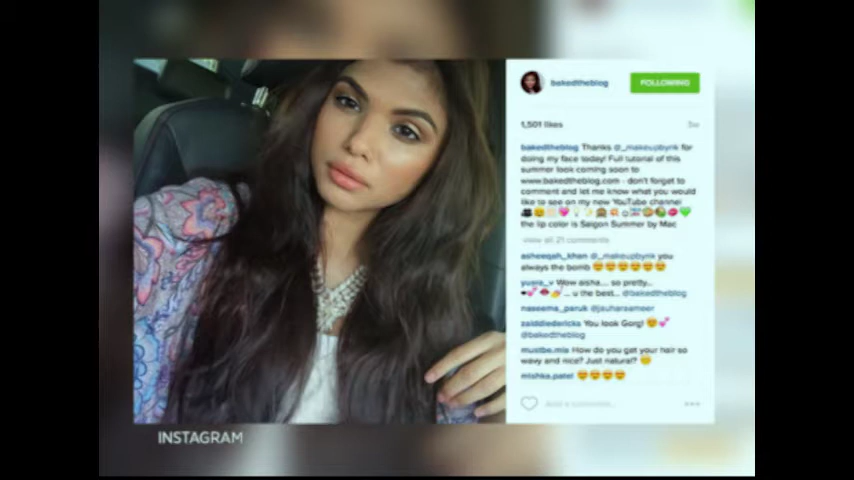 bakedtheblog
FOLLOWING
1,501 likes
bakedtheblog Thanks @_makeupbynk for
doing my face today! Full tutorial of this
summer look coming soon to
www.bakedtheblog.com - don't forget to
comment and let me know what you would
like to see on my new YouTube channel
the lip color is Saigon Summer by Mac
view all 21 comments
asheeqah_khan @_makeupbynk you
always the bomb
Wow aisha.... so pretty...
... u the best... @bakedtheblog
naseema_paruk @jauharaameer
zaiddiedericks You look Gorg!
@bakedtheblog
mustbe.mia How do you get your hair so
wavy and nice? Just natural?
mishka.patel
Add a comment...
INSTAGRAM